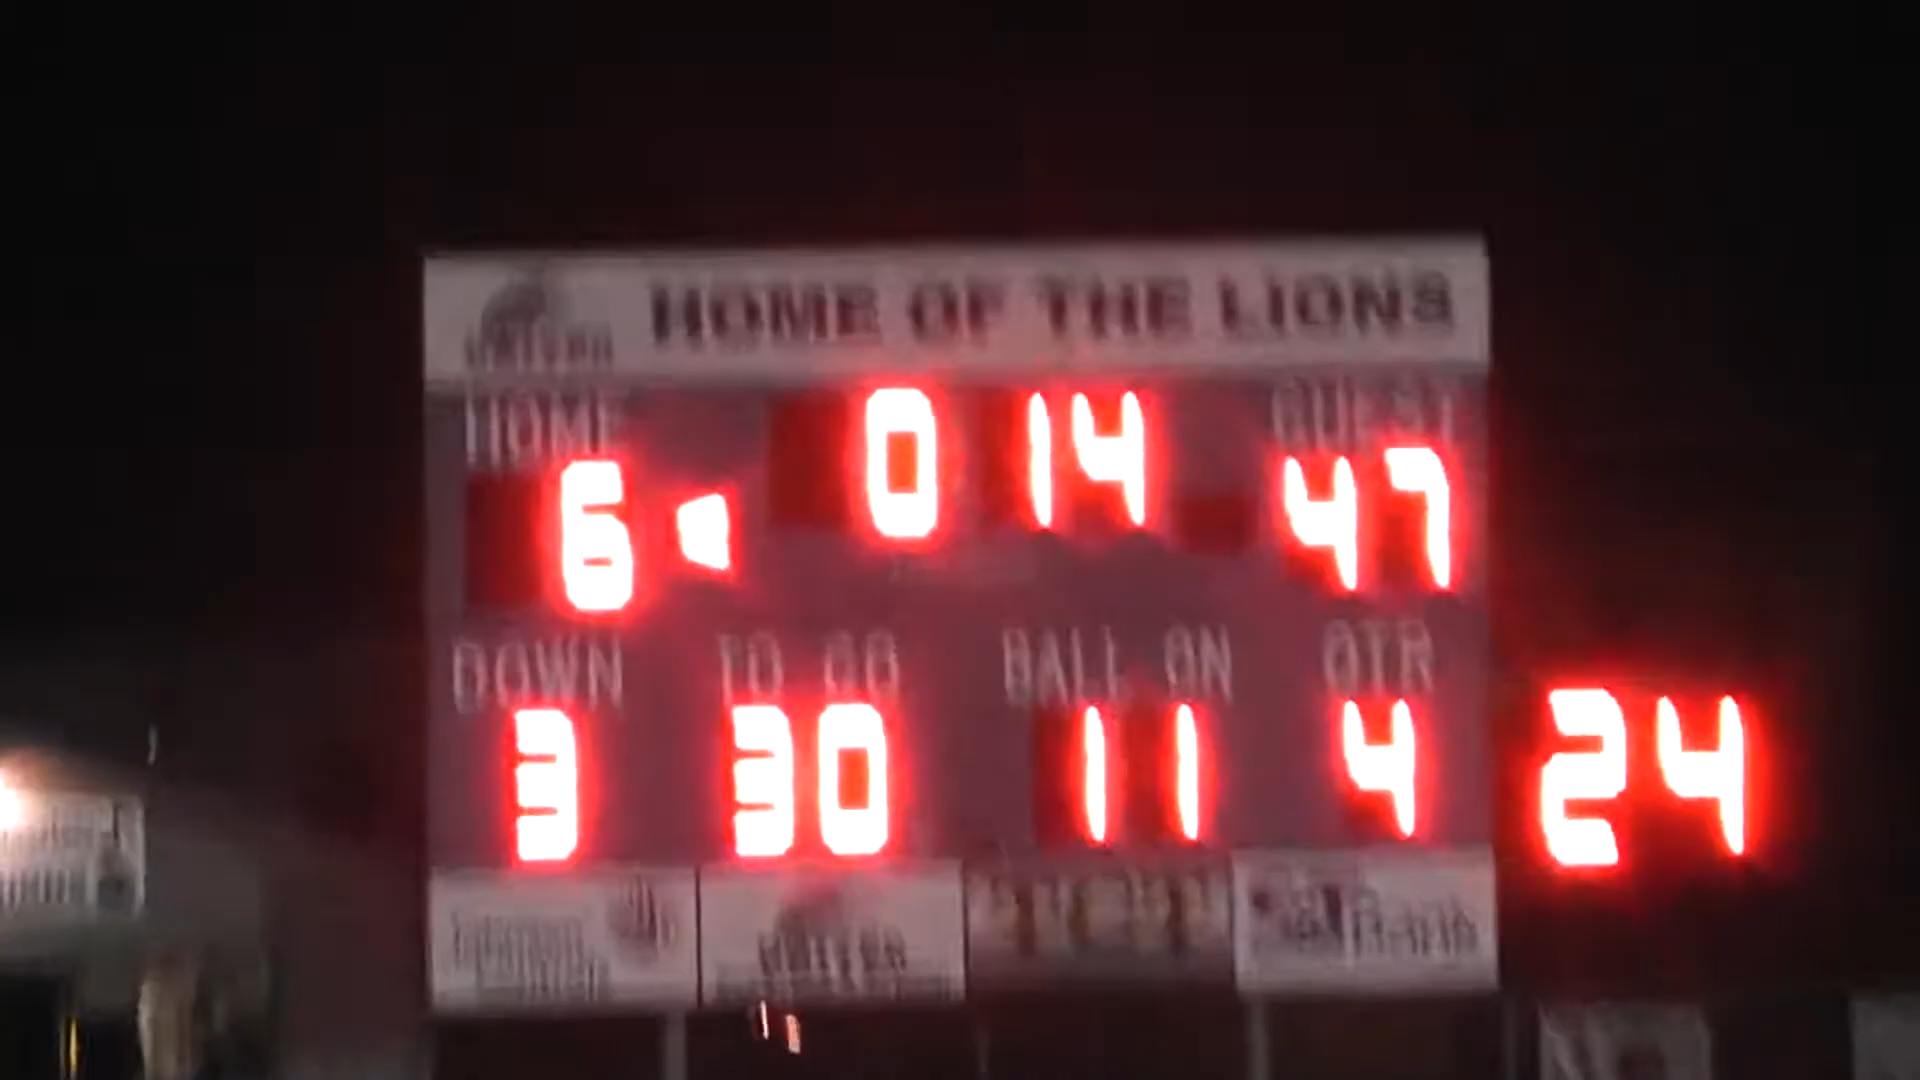 HOME OF THE LIONS
HOME 0 14 GUEST
6 47
DOWN TO GO BALL ON QTR
3 30 11 4 24